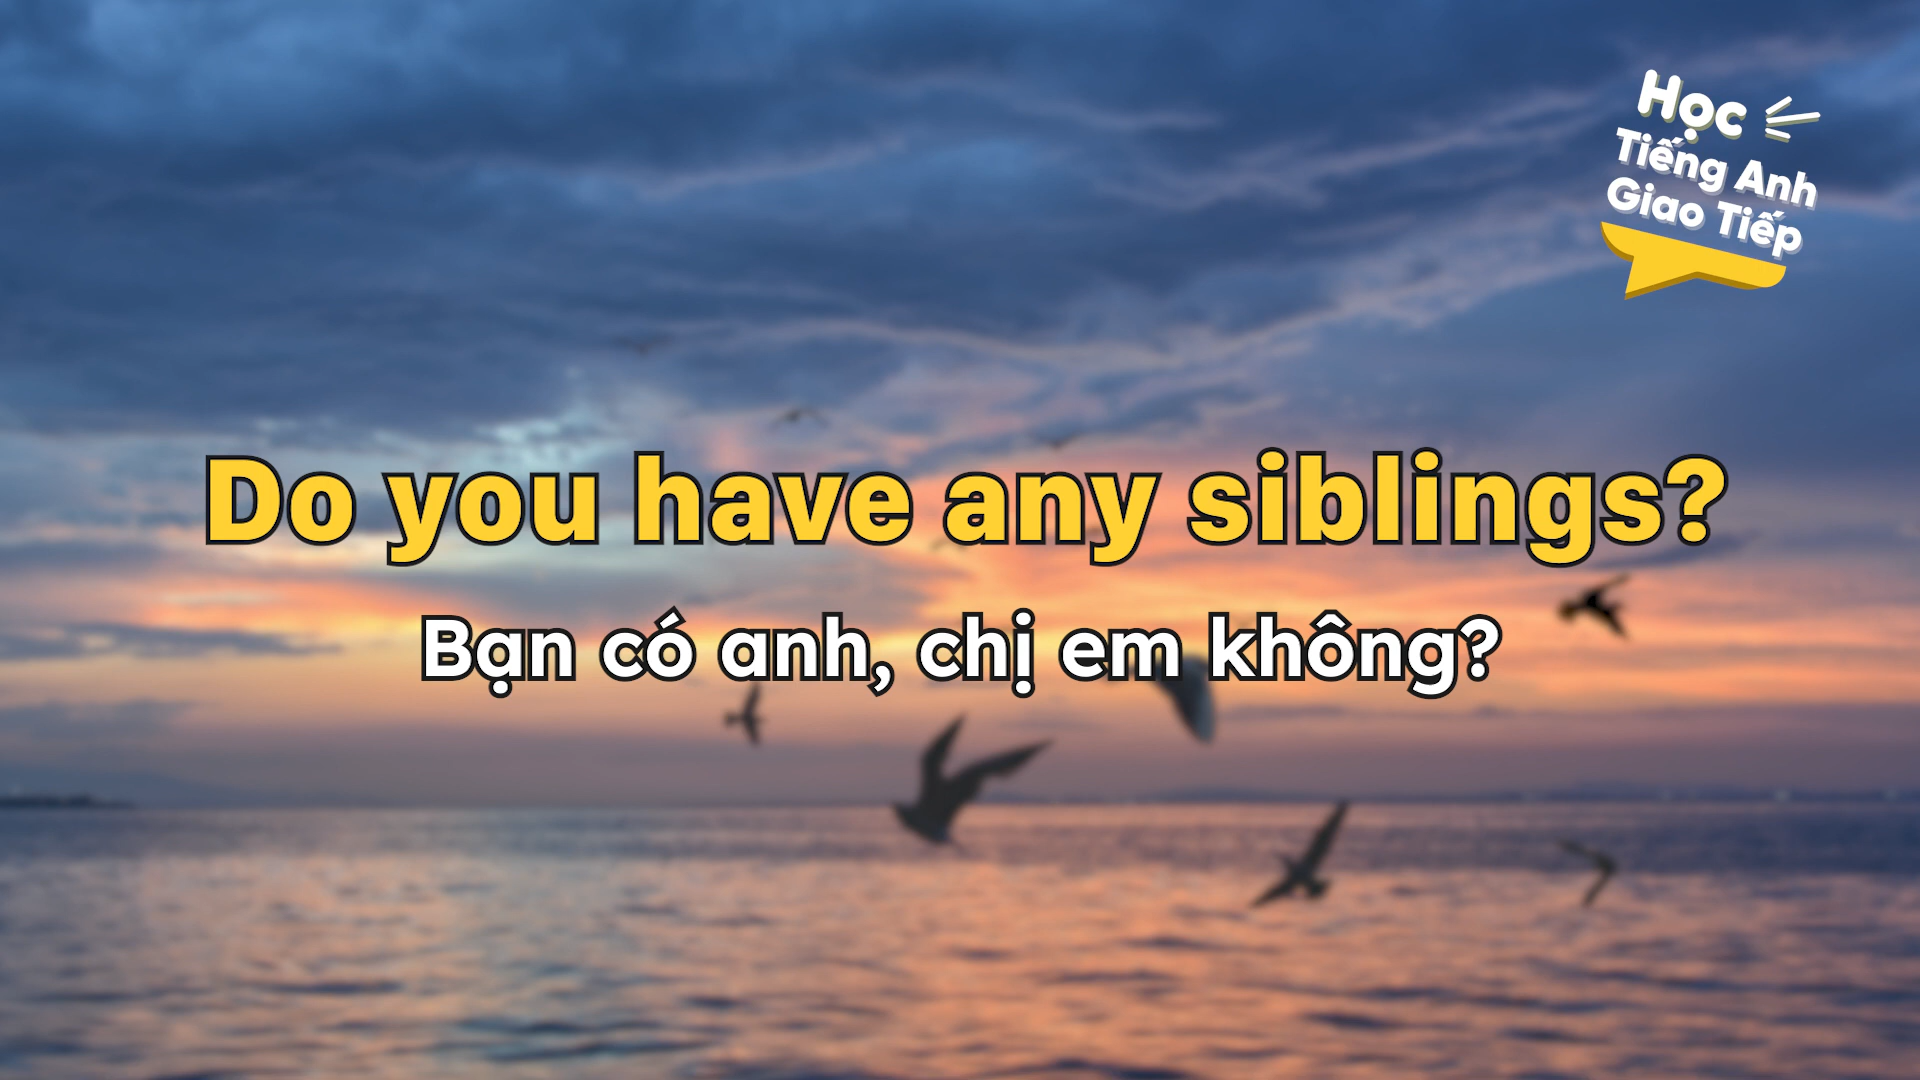 Học
Tiếng Anh
Giao Tiếp
Do you have any siblings?
Bạn có anh, chị em không?